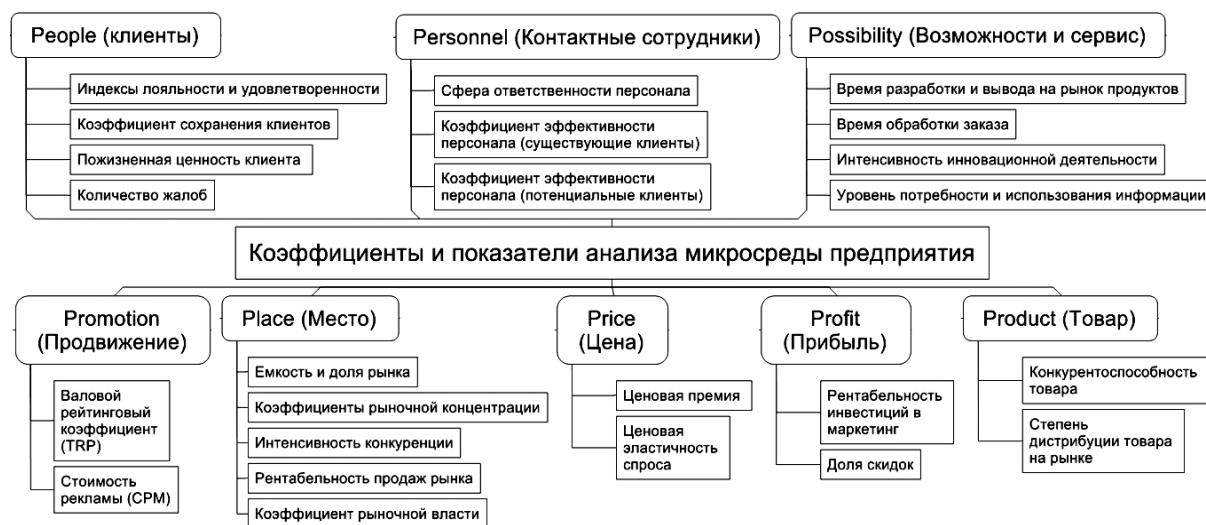 People (клиенты)
Индексы лояльности и удовлетворенности
Коэффициент сохранения клиентов
Пожизненная ценность клиента
Количество жалоб
Personnel (Контактные сотрудники)
Сфера ответственности персонала
Коэффициент эффективности
персонала (существующие клиенты)
Коэффициент эффективности
персонала (потенциальные клиенты)
Possibility (Возможности и сервис)
Время разработки и вывода на рынок продуктов
Время обработки заказа
Интенсивность инновационной деятельности
Уровень потребности и использования информации
Коэффициенты и показатели анализа микросреды предприятия
Promotion
(Продвижение)
Валовой
рейтинговый
коэффициент
(TRP)
Стоимость
рекламы (CPM)
Place (Место)
Емкость и доля рынка
Коэффициенты рыночной концентрации
Интенсивность конкуренции
Рентабельность продаж рынка
Коэффициент рыночной власти
Price
(Цена)
Ценовая премия
Ценовая
эластичность
спроса
Profit
(Прибыль)
Рентабельность
инвестиций в
маркетинг
Доля скидок
Product (Товар)
Конкурентоспособность
товара
Степень
дистрибуции товара
на рынке